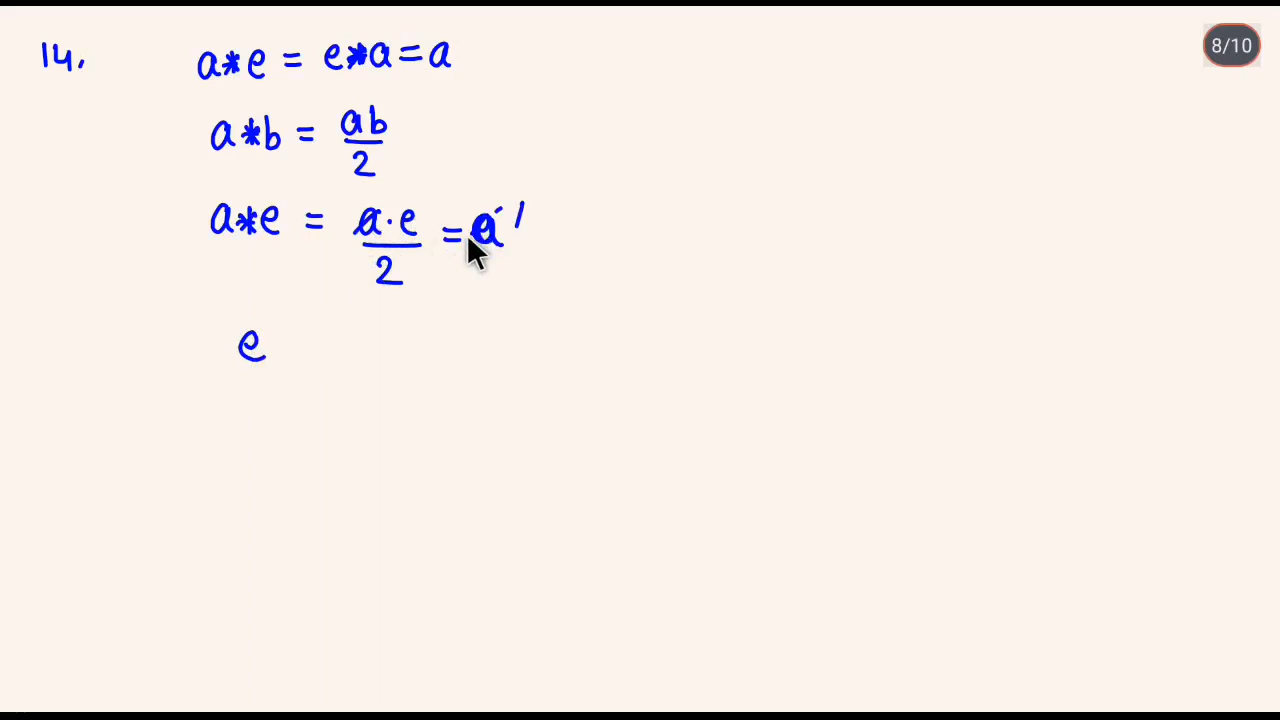 14. a*e = e*a = a
8/10
a*b = ab/2
a*e = a·e/2 = a
e